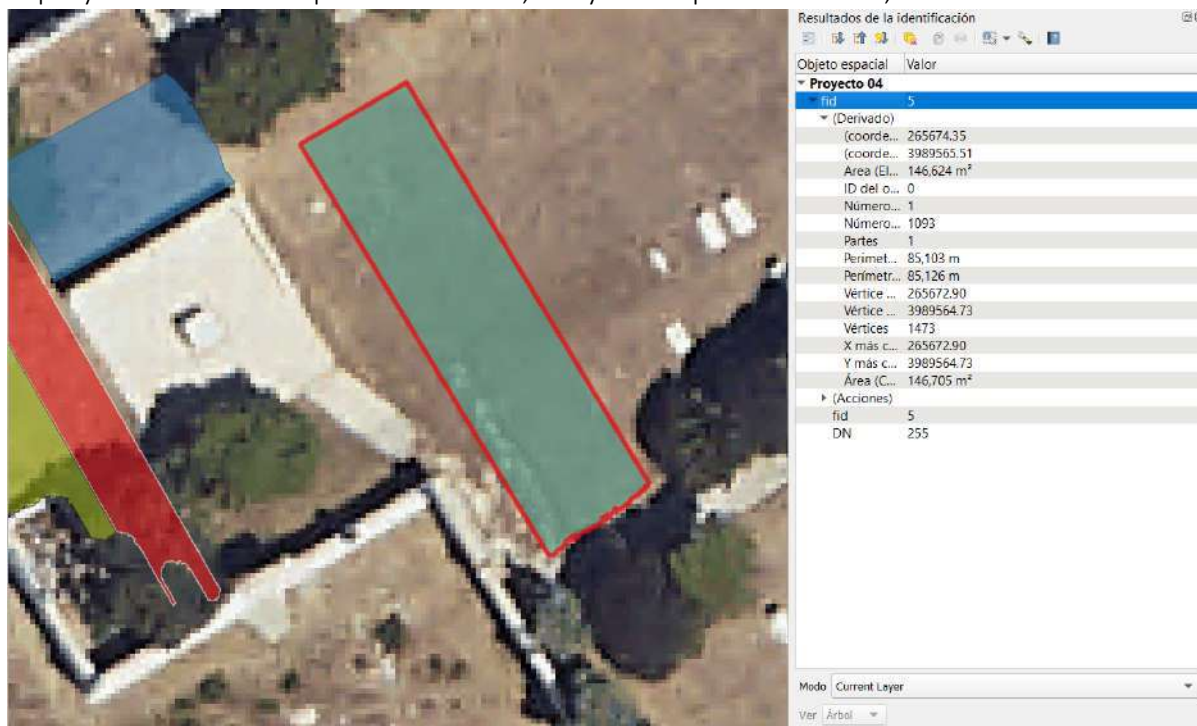 Resultados de la identificación
Objeto espacial Valor
Proyecto 04
fid 5
(Derivado)
(coorde... 265674.35
(coorde... 3989565.51
Area (El... 146,624 m²
ID del o... 0
Número... 1
Número... 1093
Partes 1
Perimet... 85,103 m
Perímetr... 85,126 m
Vértice ... 265672.90
Vértice ... 3989564.73
Vértices 1473
X más c... 265672.90
Y más c... 3989564.73
Área (C... 146,705 m²
(Acciones)
fid 5
DN 255
Modo Current Layer
Ver Árbol